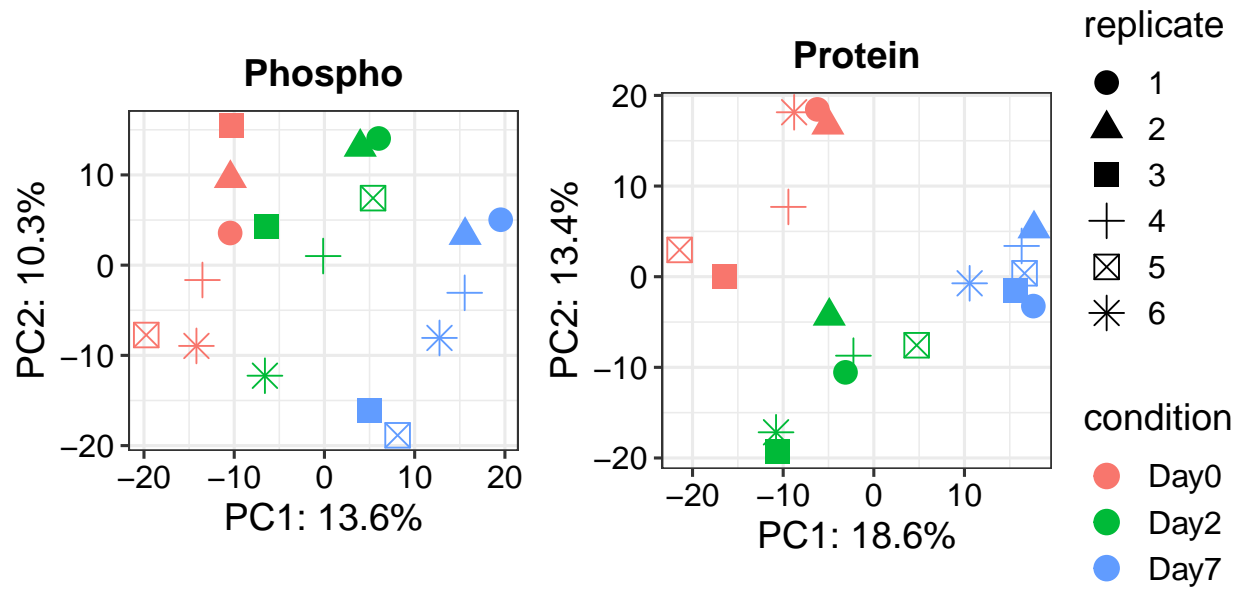 Phospho
10
0
−10
−20
−20
−10
0
10
20
PC2: 10.3%
PC1: 13.6%
Protein
20
10
0
−10
−20
−20
−10
0
10
PC2: 13.4%
PC1: 18.6%
replicate
1
2
3
4
5
6
condition
Day0
Day2
Day7